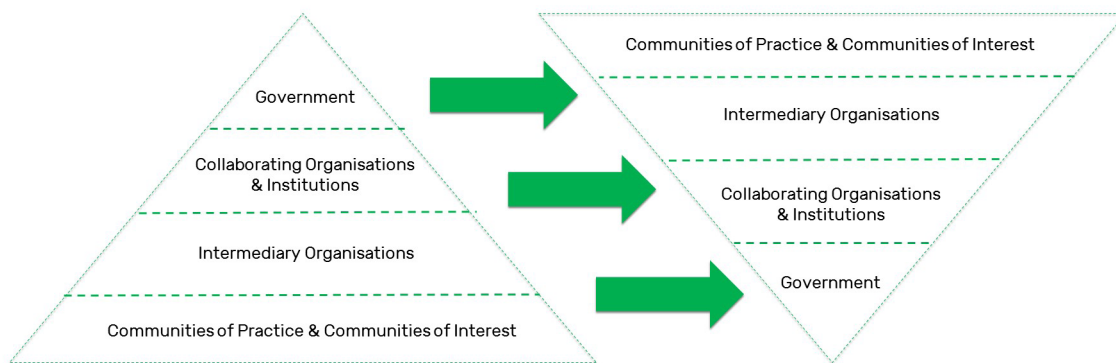 Government
Collaborating Organisations
& Institutions
Intermediary Organisations
Communities of Practice & Communities of Interest
Communities of Practice & Communities of Interest
Intermediary Organisations
Collaborating Organisations
& Institutions
Government